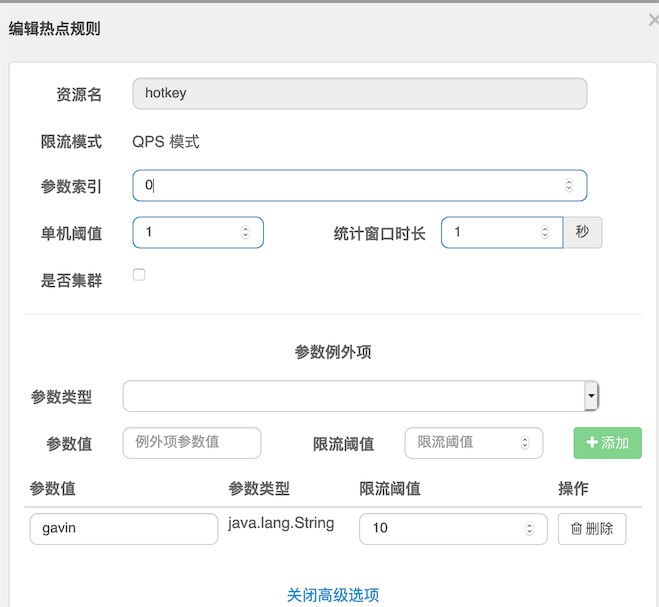 编辑热点规则
资源名 hotkey
限流模式 QPS 模式
参数索引 0
单机阈值 1 统计窗口时长 1 秒
是否集群
参数例外项
参数类型
参数值 例外项参数值 限流阈值 限流阈值 添加
参数值 参数类型 限流阈值 操作
gavin java.lang.String 10 删除
关闭高级选项